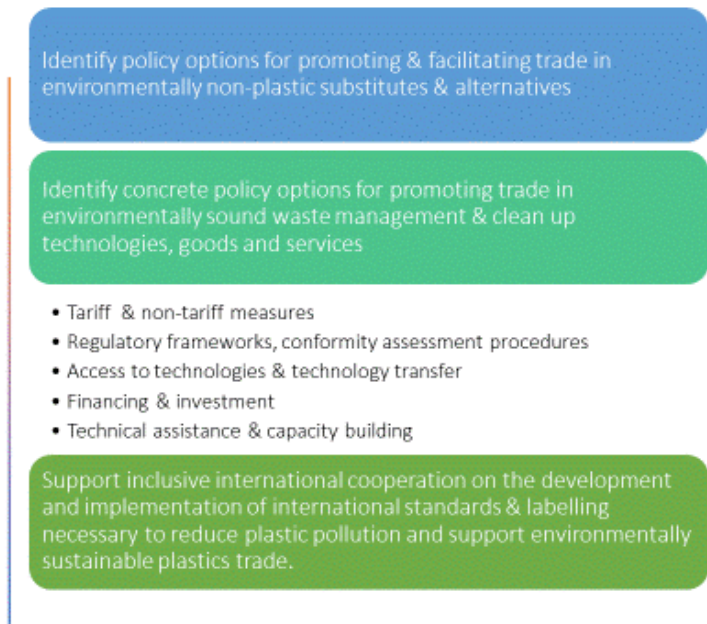 Identify policy options for promoting & facilitating trade in
environmentally non-plastic substitutes & alternatives
Identify concrete policy options for promoting trade in
environmentally sound waste management & clean up
technologies, goods and services
• Tariff & non-tariff measures
• Regulatory frameworks, conformity assessment procedures
• Access to technologies & technology transfer
• Financing & investment
• Technical assistance & capacity building
Support inclusive international cooperation on the development
and implementation of international standards & labelling
necessary to reduce plastic pollution and support environmentally
sustainable plastics trade.